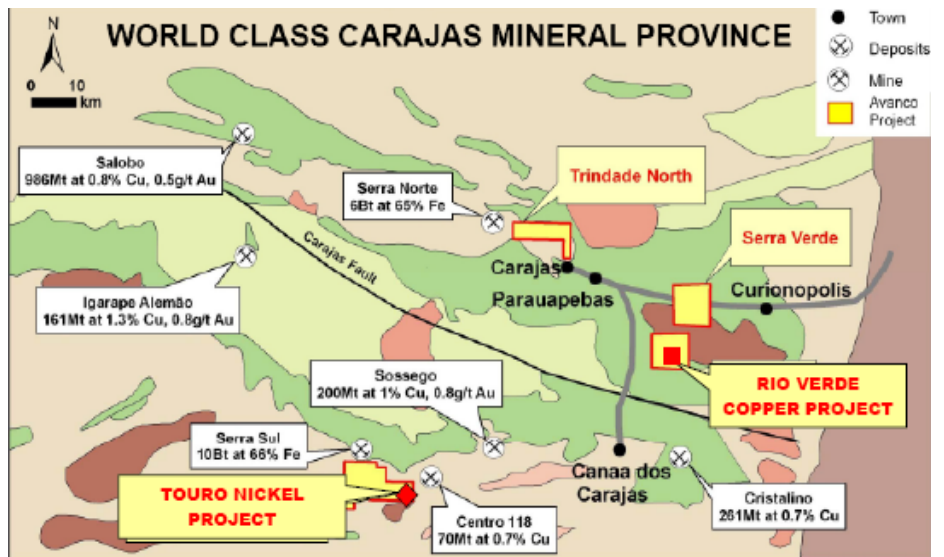 WORLD CLASS CARAJAS MINERAL PROVINCE
N
0 10
km
Town
Deposits
Mine
Avanco
Project
Salobo
986Mt at 0.8% Cu, 0.5g/t Au
Serra Norte
6Bt at 65% Fe
Trindade North
Serra Verde
Carajas Fault
Carajas
Parauapebas
Curionopolis
Igarape Alemão
161Mt at 1.3% Cu, 0.8g/t Au
Sossego
200Mt at 1% Cu, 0.8g/t Au
RIO VERDE
COPPER PROJECT
Serra Sul
10Bt at 66% Fe
Canaa dos
Carajas
TOURO NICKEL
PROJECT
Centro 118
70Mt at 0.7% Cu
Cristalino
261Mt at 0.7% Cu